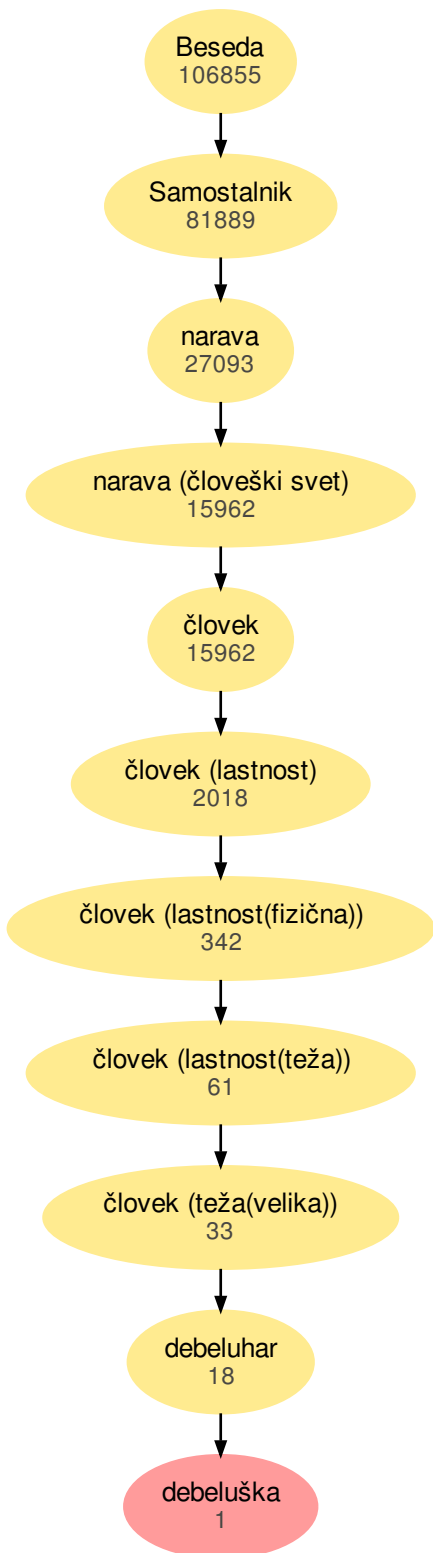 Beseda
106855
Samostalnik
81889
narava
27093
narava (človeški svet)
15962
človek
15962
človek (lastnost)
2018
človek (lastnost(fizična))
342
človek (lastnost(teža))
61
človek (teža(velika))
33
debeluhar
18
debeluška
1